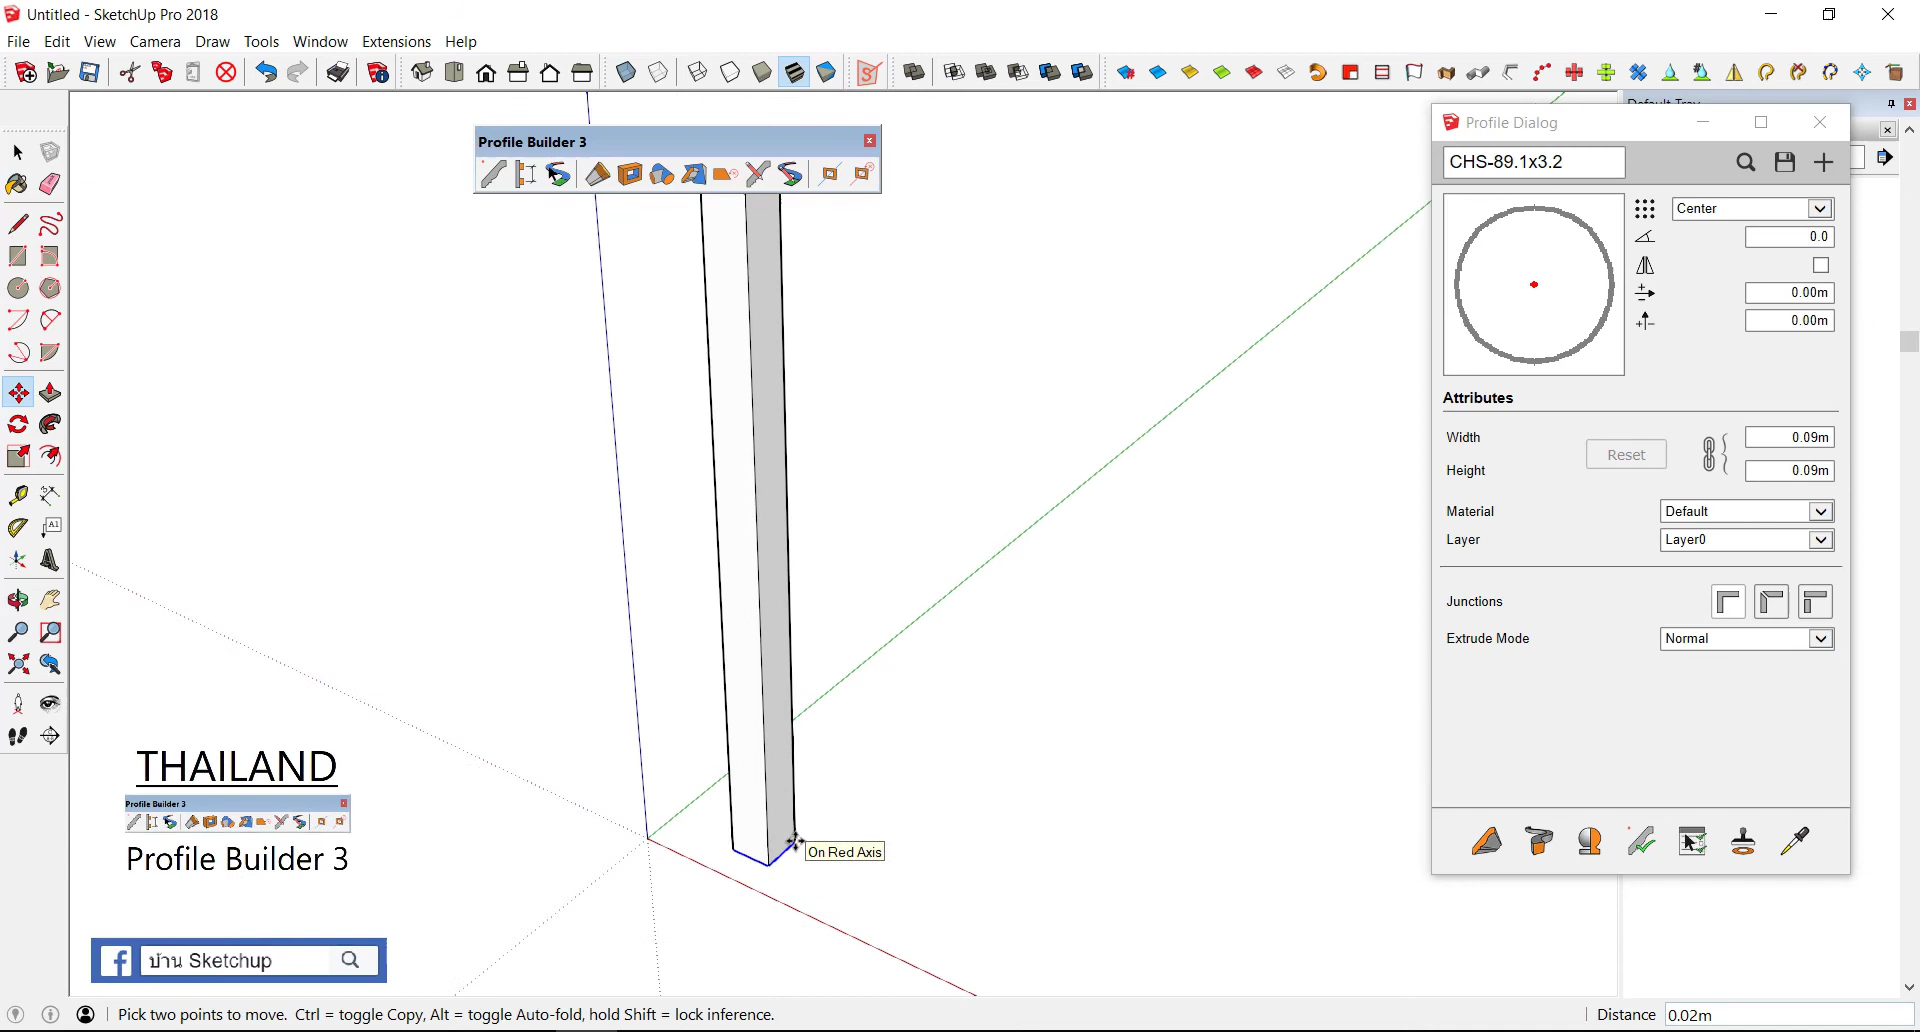 Untitled - SketchUp Pro 2018
File Edit View Camera Draw Tools Window Extensions Help
Default Tray
Profile Builder 3
Profile Dialog
CHS-89.1x3.2
Center
0.0
0.00m
0.00m
Attributes
Width 0.09m
Reset
Height 0.09m
Material Default
Layer Layer0
Junctions
Extrude Mode Normal
A1
On Red Axis
THAILAND
Profile Builder 3
Profile Builder 3
บ้าน Sketchup
Pick two points to move. Ctrl = toggle Copy, Alt = toggle Auto-fold, hold Shift = lock inference.
Distance 0.02m